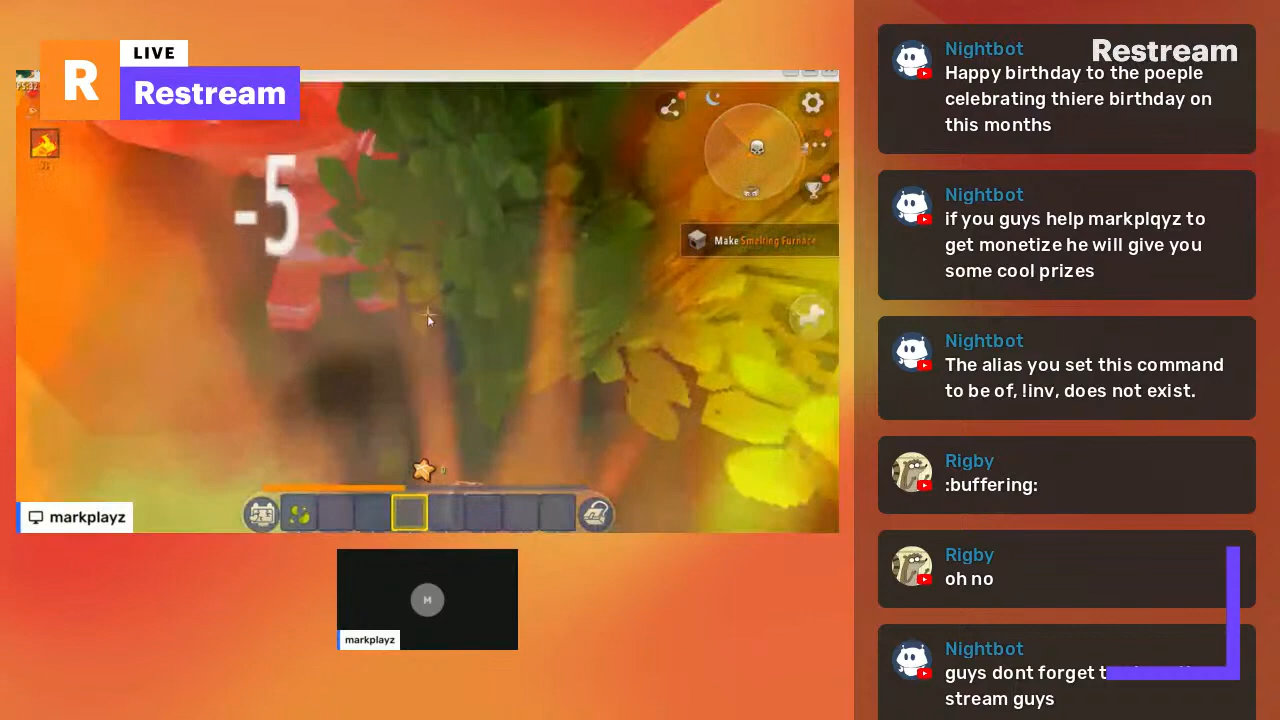 R
LIVE
Restream
-5
Make Smelting Furnace
markplayz
M
markplayz
Restream
Nightbot
Happy birthday to the poeple
celebrating thiere birthday on
this months
Nightbot
if you guys help markplqyz to
get monetize he will give you
some cool prizes
Nightbot
The alias you set this command
to be of, !inv, does not exist.
Rigby
:buffering:
Rigby
oh no
Nightbot
guys dont forget
stream guys